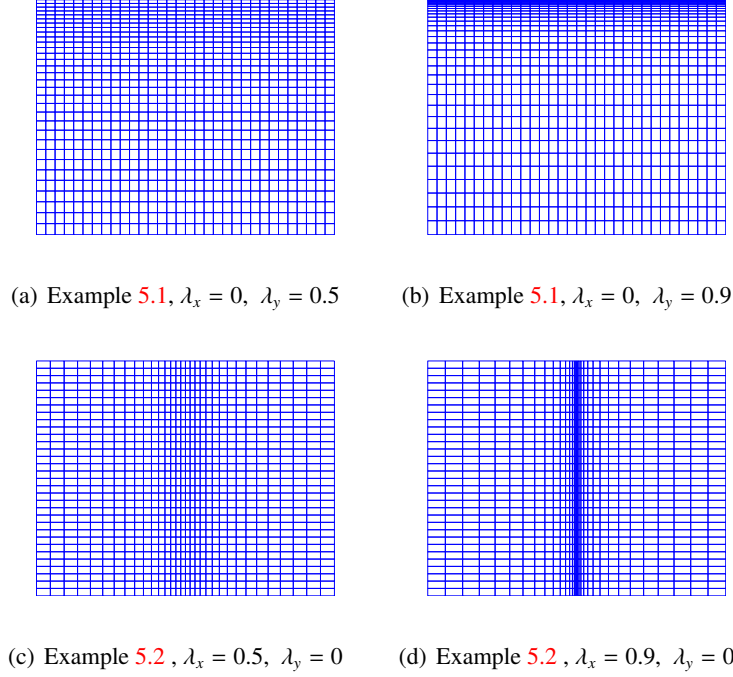 (a) Example 5.1, λx = 0, λy = 0.5
(b) Example 5.1, λx = 0, λy = 0.9
(c) Example 5.2 , λx = 0.5, λy = 0
(d) Example 5.2 , λx = 0.9, λy = 0